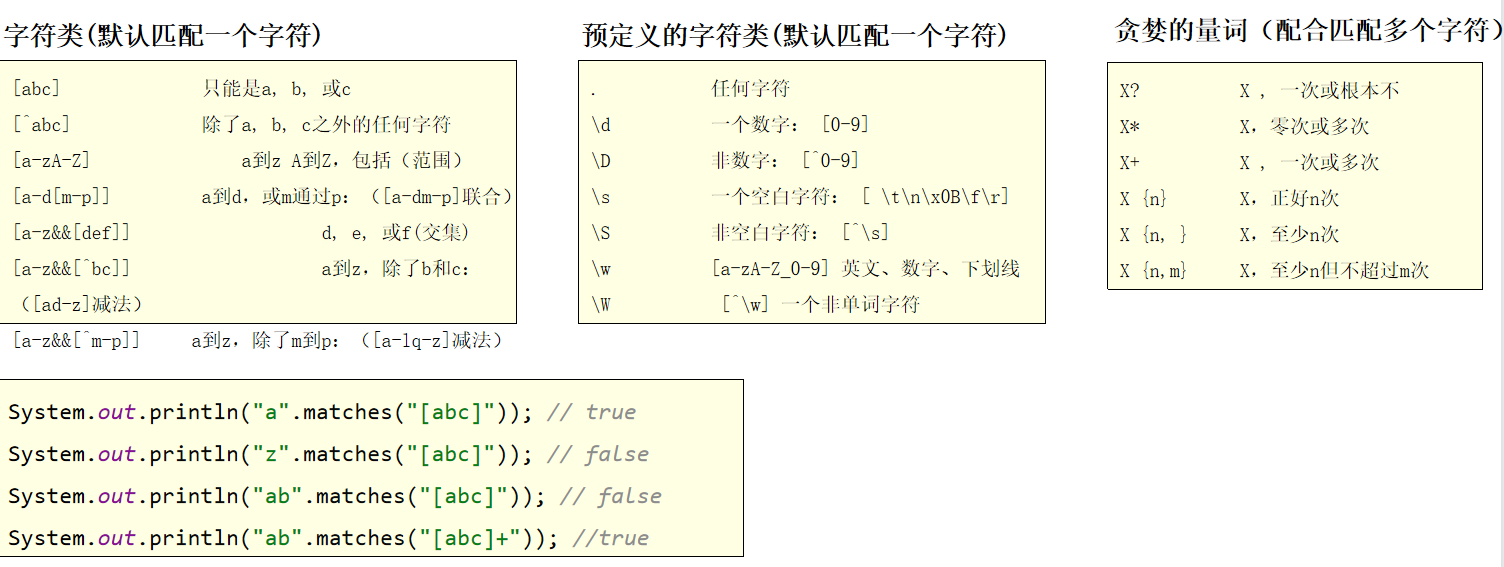 字符类(默认匹配一个字符)
[abc] 只能是a, b, 或c
[^abc] 除了a, b, c之外的任何字符
[a-zA-Z] a到z A到Z，包括（范围）
[a-d[m-p]] a到d，或m通过p：（[a-dm-p]联合）
[a-z&&[def]] d, e, 或f(交集)
[a-z&&[^bc]] a到z，除了b和c：
（[ad-z]减法）
[a-z&&[^m-p]] a到z，除了m到p：（[a-lq-z]减法）
预定义的字符类(默认匹配一个字符)
. 任何字符
\d 一个数字： [0-9]
\D 非数字： [^0-9]
\s 一个空白字符： [ \t\n\x0B\f\r]
\S 非空白字符： [^\s]
\w [a-zA-Z_0-9] 英文、数字、下划线
\W [^\w] 一个非单词字符
贪婪的量词（配合匹配多个字符）
X? X , 一次或根本不
X* X，零次或多次
X+ X , 一次或多次
X {n} X，正好n次
X {n, } X，至少n次
X {n,m} X，至少n但不超过m次
System.out.println("a".matches("[abc]")); // true
System.out.println("z".matches("[abc]")); // false
System.out.println("ab".matches("[abc]")); // false
System.out.println("ab".matches("[abc]+")); //true